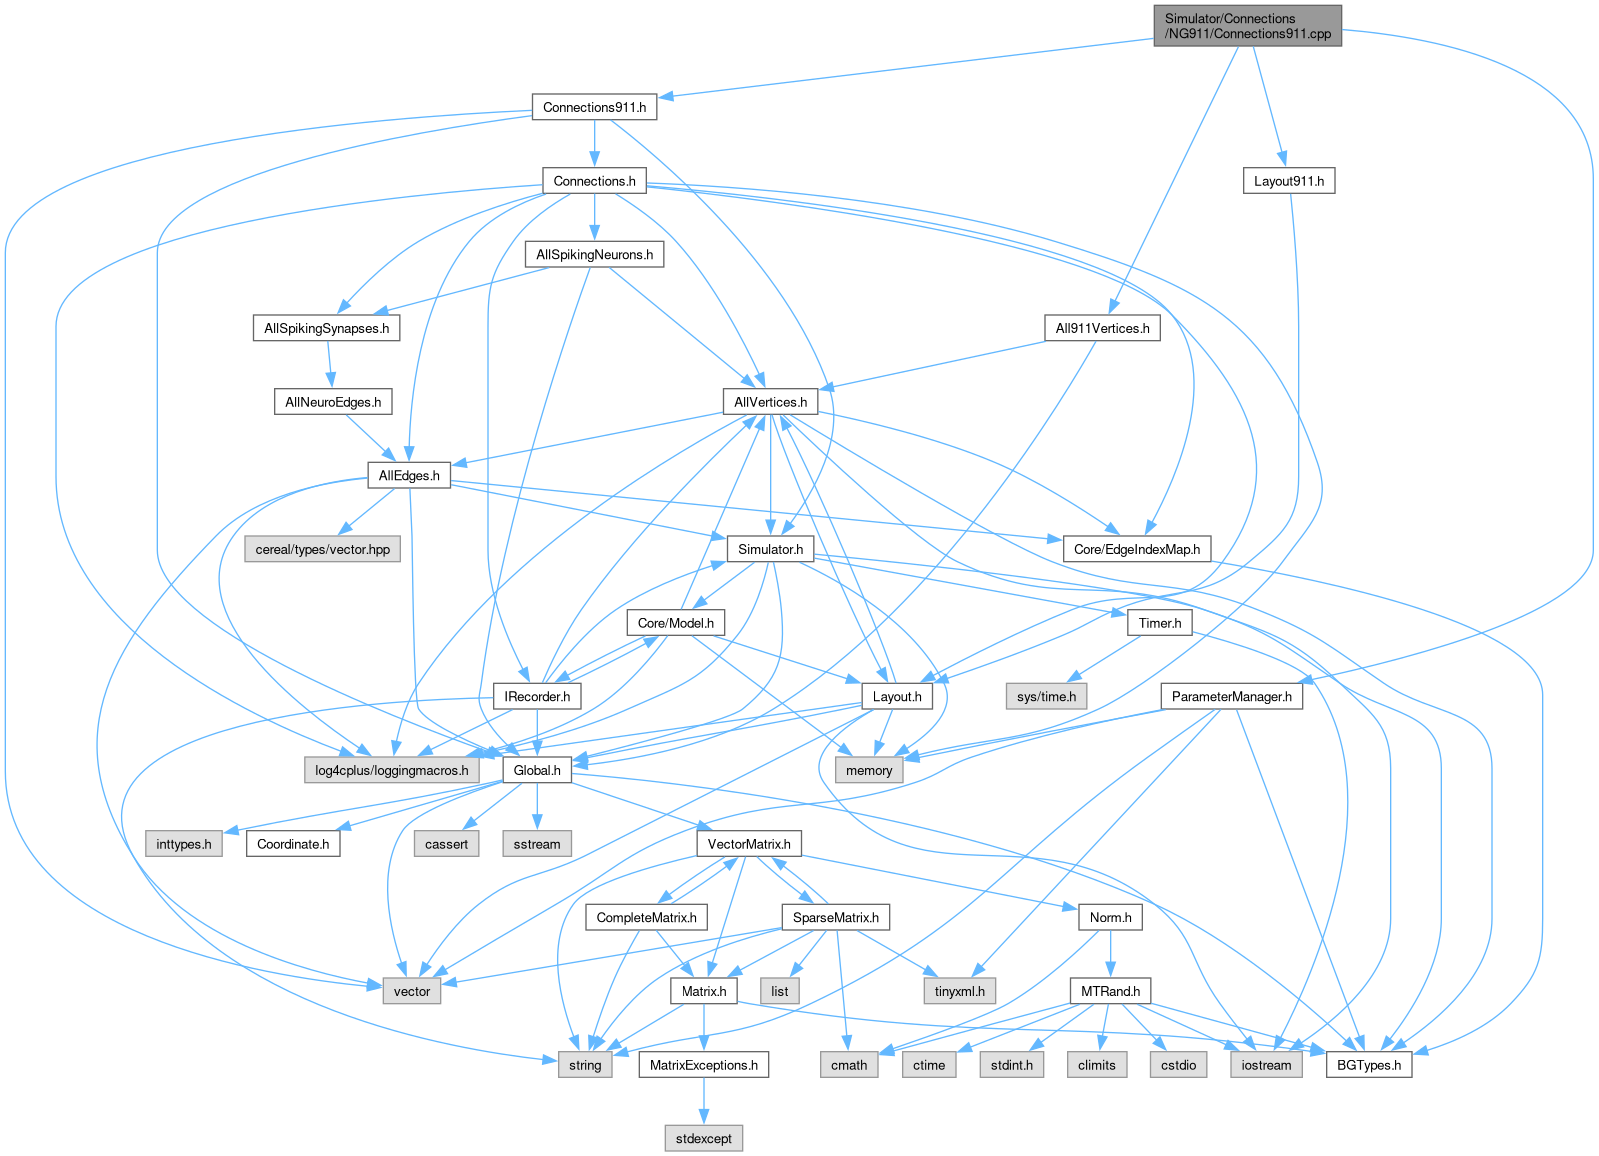 Simulator/Connections
/NG911/Connections911.cpp
Connections911.h
Connections.h
Layout911.h
AllSpikingNeurons.h
AllSpikingSynapses.h
All911Vertices.h
AllNeuroEdges.h
AllVertices.h
AllEdges.h
cereal/types/vector.hpp
Simulator.h
Core/EdgeIndexMap.h
Core/Model.h
Timer.h
IRecorder.h
Layout.h
sys/time.h
ParameterManager.h
log4cplus/loggingmacros.h
Global.h
memory
inttypes.h
Coordinate.h
cassert
sstream
VectorMatrix.h
CompleteMatrix.h
SparseMatrix.h
Norm.h
vector
Matrix.h
list
tinyxml.h
MTRand.h
string
MatrixExceptions.h
cmath
ctime
stdint.h
climits
cstdio
iostream
BGTypes.h
stdexcept